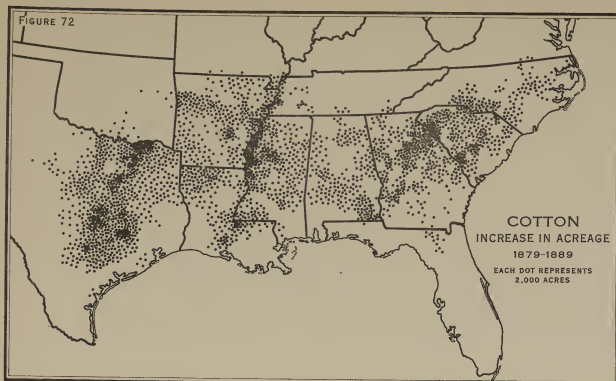 FIGURE 72
COTTON
INCREASE IN ACREAGE
1879-1889
EACH DOT REPRESENTS
2,000 ACRES